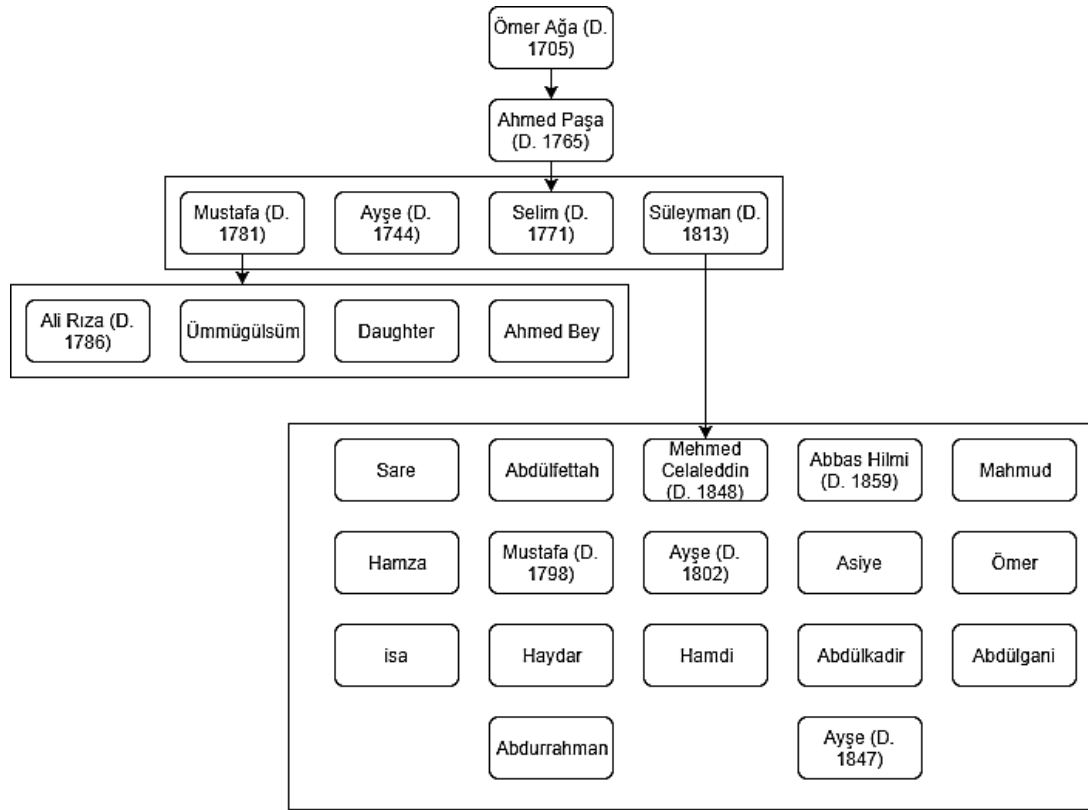 Ömer Ağa (D.
1705)
Ahmed Paşa
(D. 1765)
Mustafa (D.
1781)
Ayşe (D.
1744)
Selim (D.
1771)
Süleyman (D.
1813)
Ali Rıza (D.
1786)
Ümmügülsüm
Daughter
Ahmed Bey
Sare
Abdülfettah
Mehmed
Celaleddin
(D. 1848)
Abbas Hilmi
(D. 1859)
Mahmud
Hamza
Mustafa (D.
1798)
Ayşe (D.
1802)
Asiye
Ömer
isa
Haydar
Hamdi
Abdülkadir
Abdülgani
Abdurrahman
Ayşe (D.
1847)